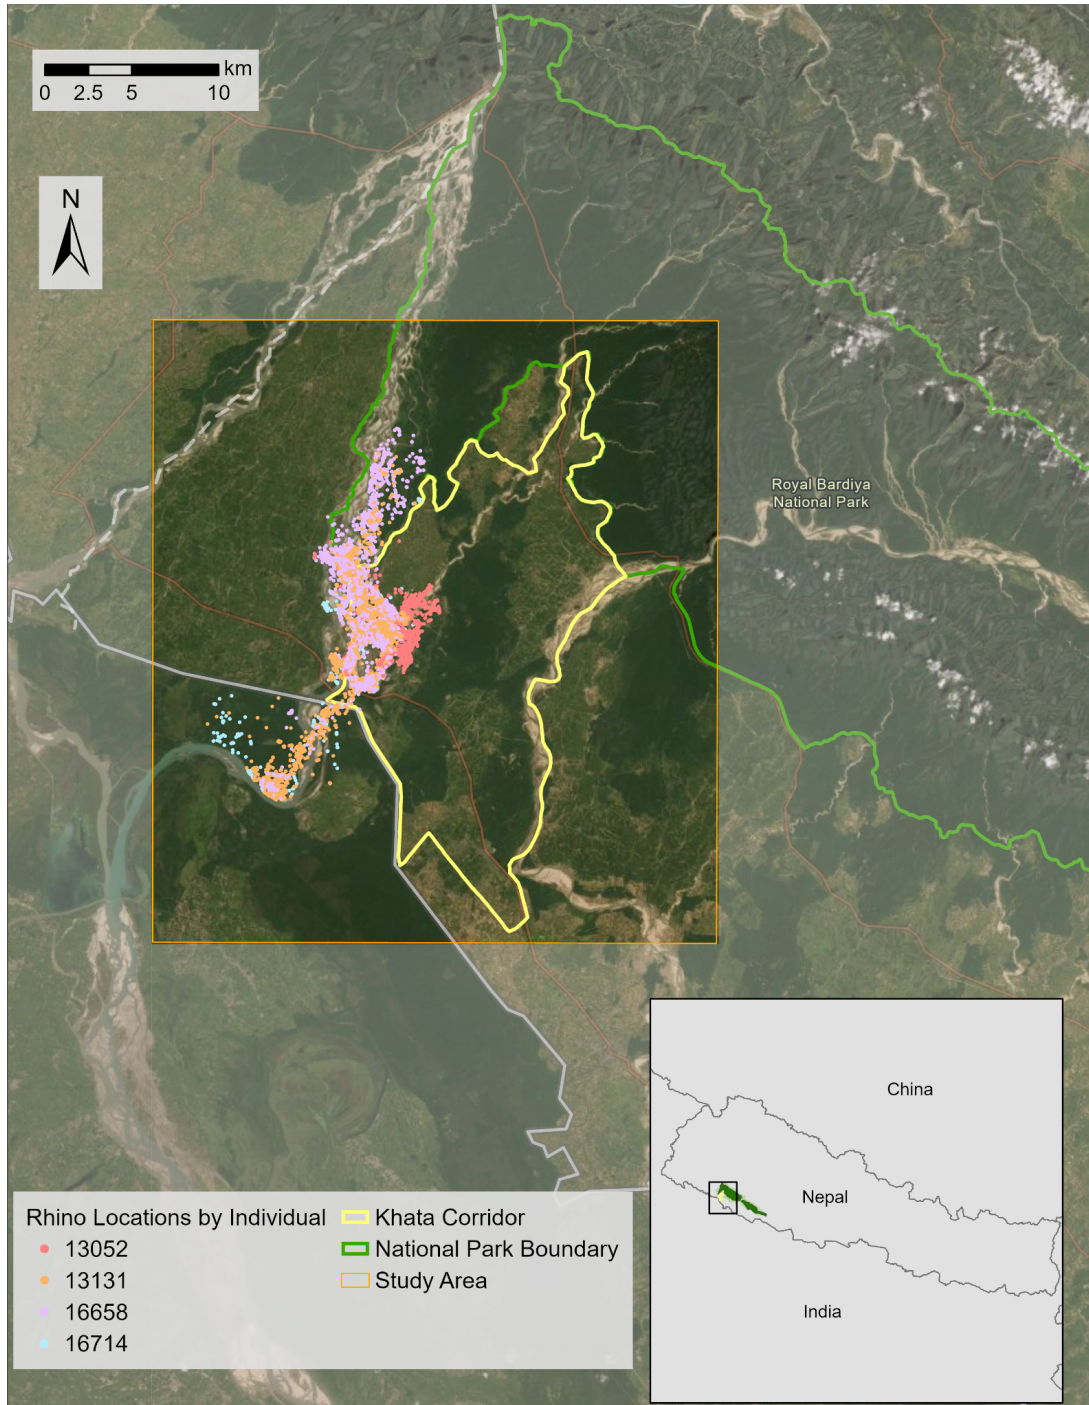 km
0 2.5 5 10
N
Royal Bardiya
National Park
China
Nepal
India
Rhino Locations by Individual
13052
13131
16658
16714
Khata Corridor
National Park Boundary
Study Area